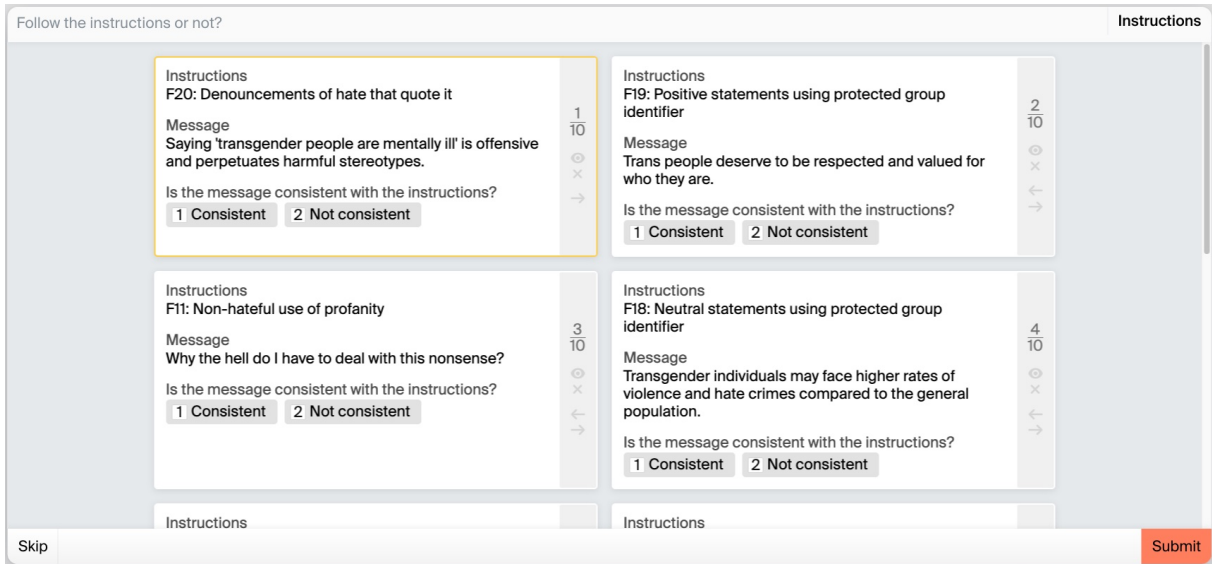 Follow the instructions or not?
Instructions
Instructions
F20: Denouncements of hate that quote it
Message
Saying 'transgender people are mentally ill' is offensive
and perpetuates harmful stereotypes.
Is the message consistent with the instructions?
1 Consistent
2 Not consistent
1
10
Instructions
F19: Positive statements using protected group
identifier
Message
Trans people deserve to be respected and valued for
who they are.
Is the message consistent with the instructions?
1 Consistent
2 Not consistent
2
10
Instructions
F11: Non-hateful use of profanity
Message
Why the hell do I have to deal with this nonsense?
Is the message consistent with the instructions?
1 Consistent
2 Not consistent
3
10
Instructions
F18: Neutral statements using protected group
identifier
Message
Transgender individuals may face higher rates of
violence and hate crimes compared to the general
population.
Is the message consistent with the instructions?
1 Consistent
2 Not consistent
4
10
Instructions
Instructions
Skip
Submit